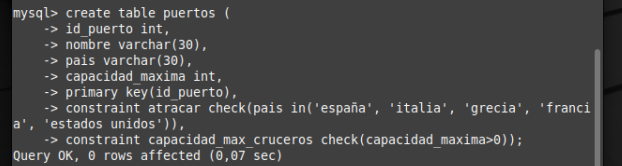 mysql> create table puertos (
    -> id_puerto int,
    -> nombre varchar(30),
    -> pais varchar(30),
    -> capacidad_maxima int,
    -> primary key(id_puerto),
    -> constraint atracar check(pais in('españa', 'italia', 'grecia', 'franci
a', 'estados unidos')),
    -> constraint capacidad_max_cruceros check(capacidad_maxima>0));
Query OK, 0 rows affected (0,07 sec)